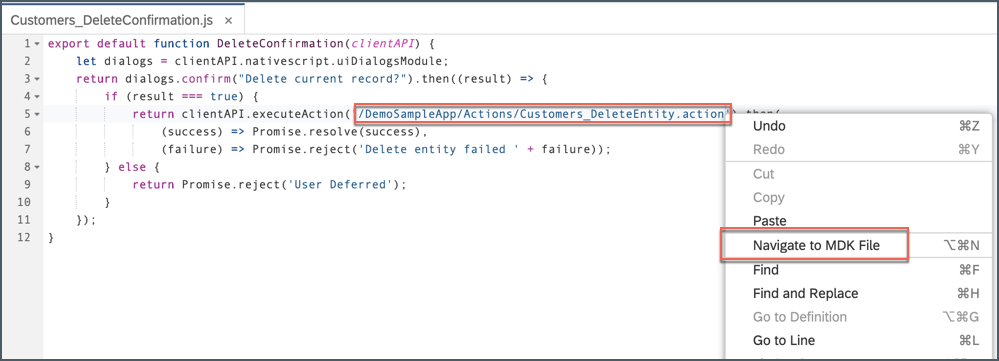 Customers_DeleteConfirmation.js ×
1 export default function DeleteConfirmation(clientAPI) {
2 let dialogs = clientAPI.nativescript.uiDialogsModule;
3 return dialogs.confirm("Delete current record?").then((result) => {
4 if (result === true) {
5 return clientAPI.executeAction('/DemoSampleApp/Actions/Customers_DeleteEntity.action').then(
6 (success) => Promise.resolve(success),
7 (failure) => Promise.reject('Delete entity failed ' + failure));
8 } else {
9 return Promise.reject('User Deferred');
10 }
11 });
12 }
Undo ⌘Z
Redo ⌘Y
Cut
Copy
Paste
Navigate to MDK File ⌥⌘N
Find ⌘F
Find and Replace ⌘H
Go to Definition ⌥⌘G
Go to Line ⌘L